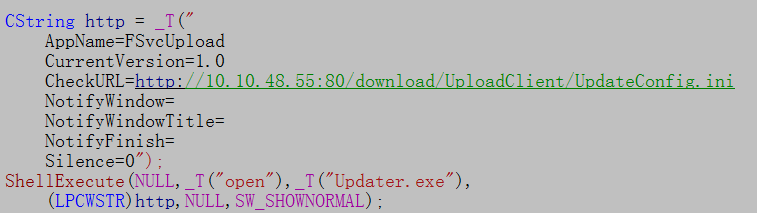 CString http = _T("
AppName=FSvcUpload
CurrentVersion=1.0
CheckURL=http://10.10.48.55:80/download/UploadClient/UpdateConfig.ini
NotifyWindow=
NotifyWindowTitle=
NotifyFinish=
Silence=0");
ShellExecute(NULL,_T("open"),_T("Updater.exe"),
(LPCWSTR)http,NULL,SW_SHOWNORMAL);